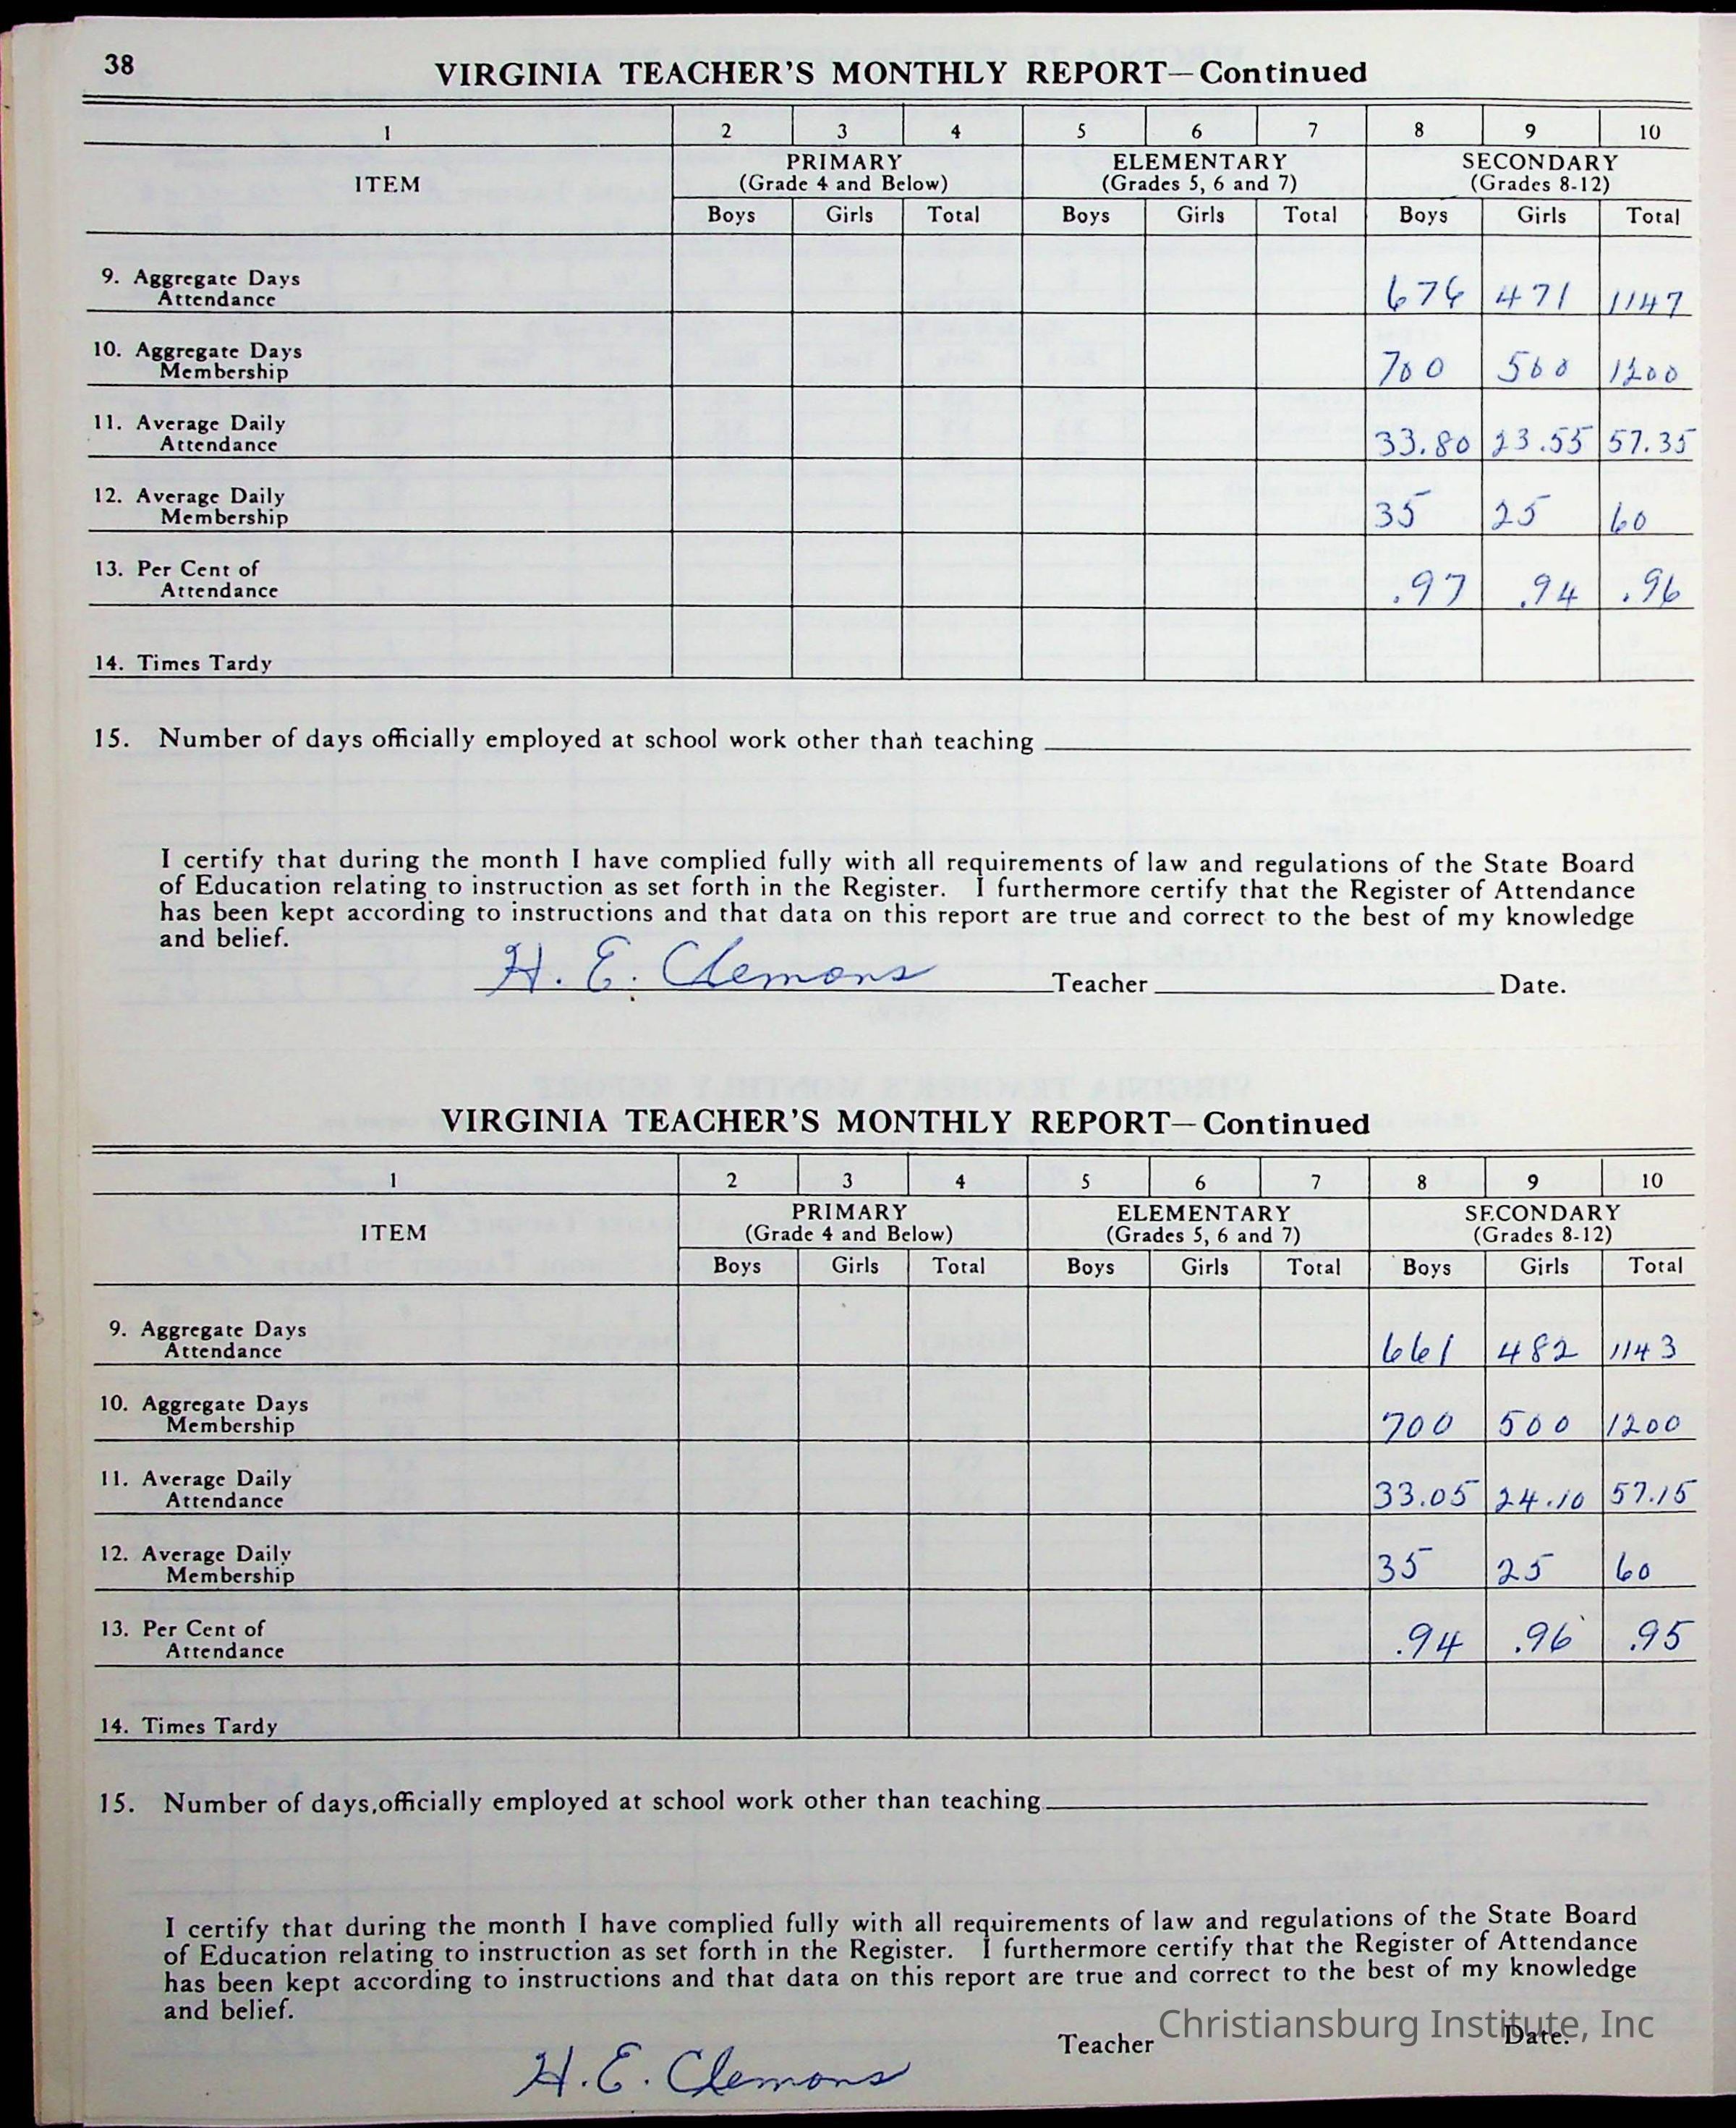 38
VIRGINIA TEACHER'S MONTHLY REPORT—Continued
1 2 3 4 5 6 7 8 9 10
ITEM PRIMARY (Grade 4 and Below) ELEMENTARY (Grades 5, 6 and 7) SECONDARY (Grades 8-12)
Boys Girls Total Boys Girls Total Boys Girls Total
9. Aggregate Days Attendance 676 471 1147
10. Aggregate Days Membership 700 500 1200
11. Average Daily Attendance 33.80 23.55 57.35
12. Average Daily Membership 35 25 60
13. Per Cent of Attendance .97 .94 .96
14. Times Tardy
15. Number of days officially employed at school work other than teaching
I certify that during the month I have complied fully with all requirements of law and regulations of the State Board
of Education relating to instruction as set forth in the Register. I furthermore certify that the Register of Attendance
has been kept according to instructions and that data on this report are true and correct to the best of my knowledge
and belief.
H. E. Clemons Teacher Date.
VIRGINIA TEACHER'S MONTHLY REPORT—Continued
1 2 3 4 5 6 7 8 9 10
ITEM PRIMARY (Grade 4 and Below) ELEMENTARY (Grades 5, 6 and 7) SECONDARY (Grades 8-12)
Boys Girls Total Boys Girls Total Boys Girls Total
9. Aggregate Days Attendance 661 482 1143
10. Aggregate Days Membership 700 500 1200
11. Average Daily Attendance 33.05 24.10 57.15
12. Average Daily Membership 35 25 60
13. Per Cent of Attendance .94 .96 .95
14. Times Tardy
15. Number of days officially employed at school work other than teaching
I certify that during the month I have complied fully with all requirements of law and regulations of the State Board
of Education relating to instruction as set forth in the Register. I furthermore certify that the Register of Attendance
has been kept according to instructions and that data on this report are true and correct to the best of my knowledge
and belief.
Christiansburg Institute, Inc
Teacher Date.
H. E. Clemons